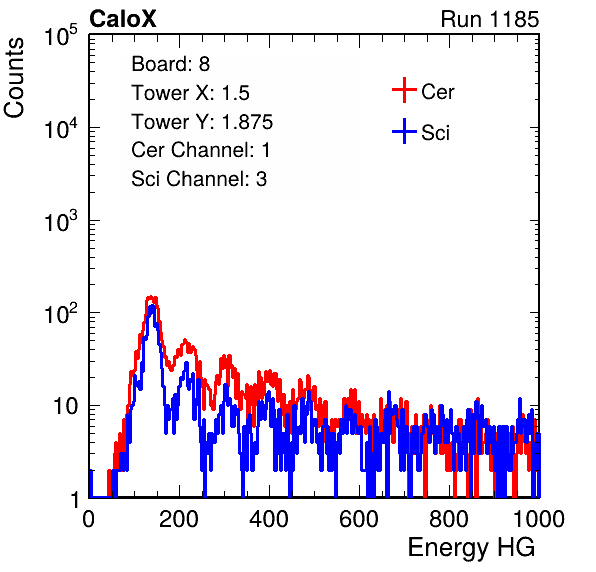 CaloX
Run 1185
Counts
10^5
10^4
10^3
10^2
10
1
Board: 8
Tower X: 1.5
Tower Y: 1.875
Cer Channel: 1
Sci Channel: 3
Cer
Sci
0 200 400 600 800 1000
Energy HG